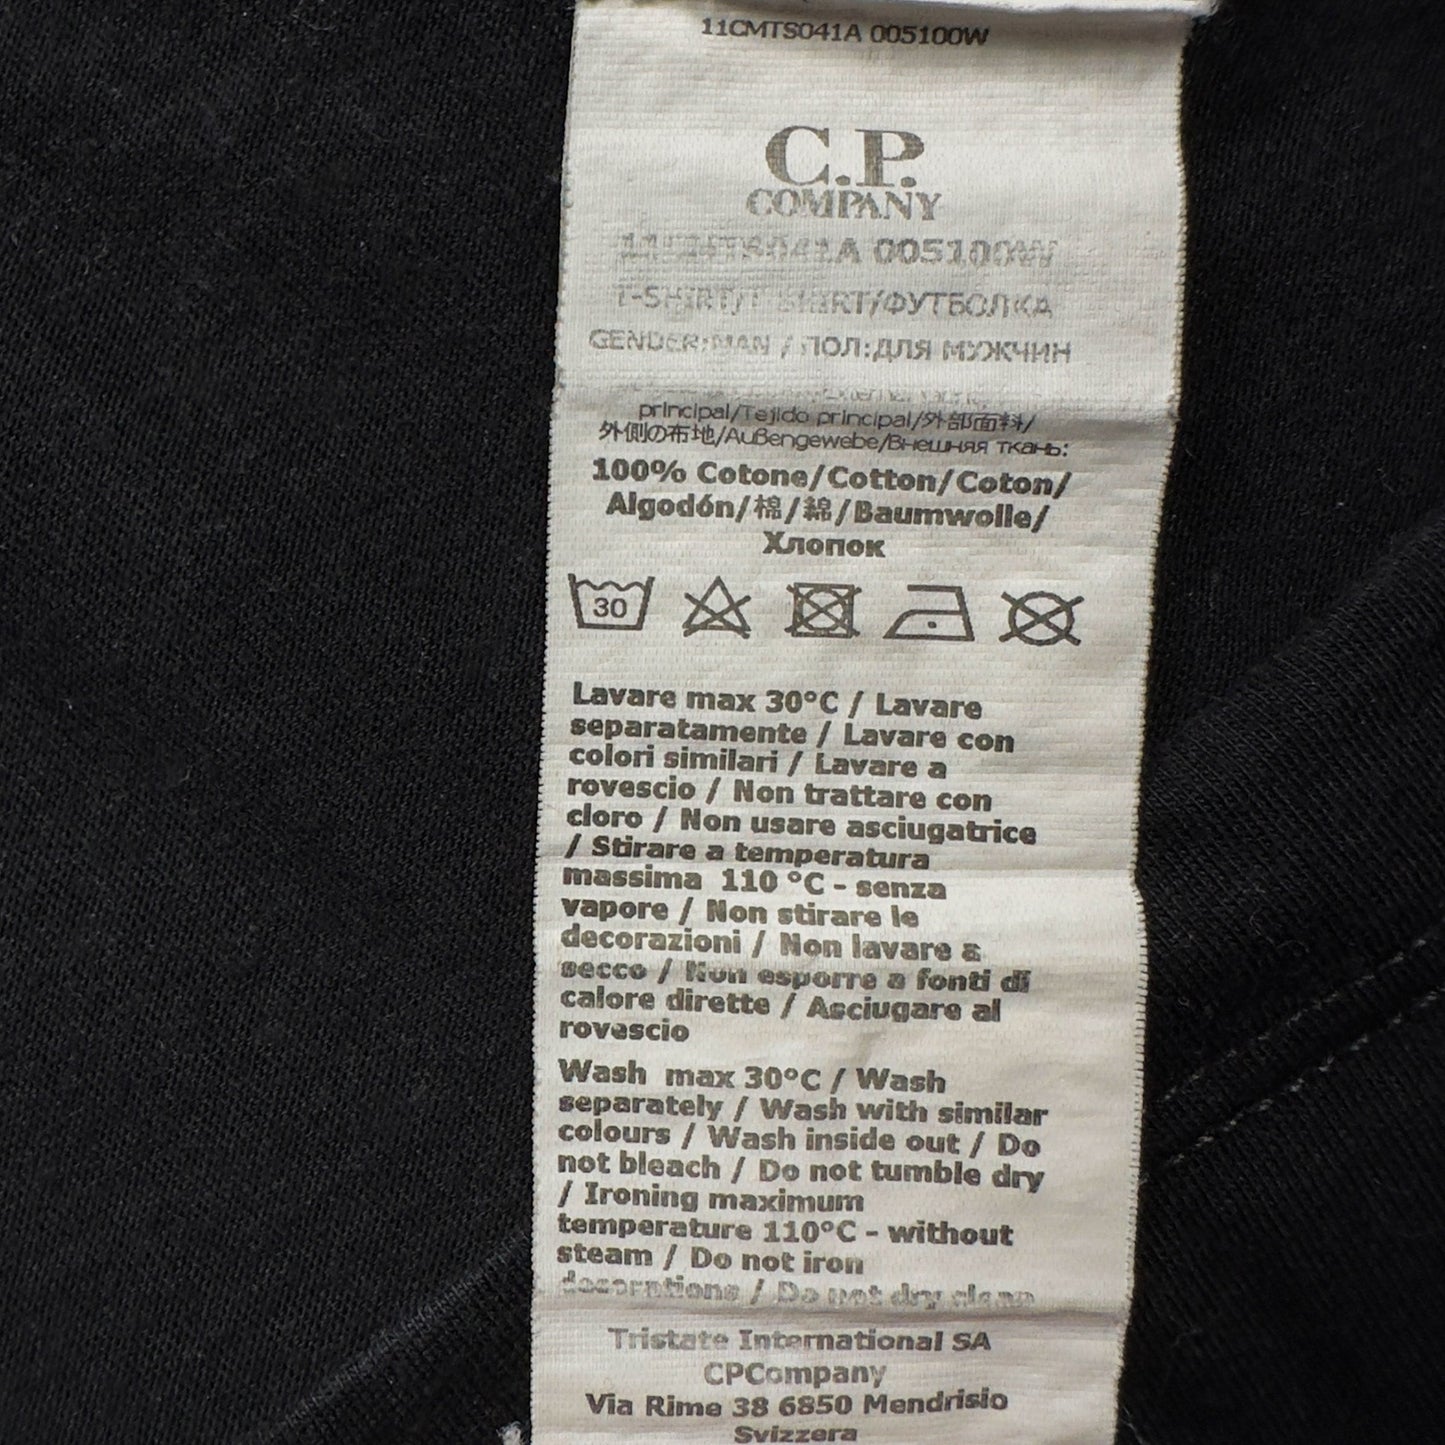 11CMTS041A 005100W
C.P.
COMPANY
11CMTS041A 005100W
T-SHIRT/T-SHIRT/ФУТБОЛКА
GENDER:MAN / ПОЛ:ДЛЯ МУЖЧИН
principal/Tejido principal/外部面料/
外側の布地/Außengewebe/Внешняя ткань:
100% Cotone/Cotton/Coton/
Algodón/棉/綿/Baumwolle/
Хлопок
30
Lavare max 30°C / Lavare
separatamente / Lavare con
colori similari / Lavare a
rovescio / Non trattare con
cloro / Non usare asciugatrice
/ Stirare a temperatura
massima 110 °C - senza
vapore / Non stirare le
decorazioni / Non lavare a
secco / Non esporre a fonti di
calore dirette / Asciugare al
rovescio
Wash max 30°C / Wash
separately / Wash with similar
colours / Wash inside out / Do
not bleach / Do not tumble dry
/ Ironing maximum
temperature 110°C - without
steam / Do not iron
decorations / Do not dry clean
Tristate International SA
CPCompany
Via Rime 38 6850 Mendrisio
Svizzera